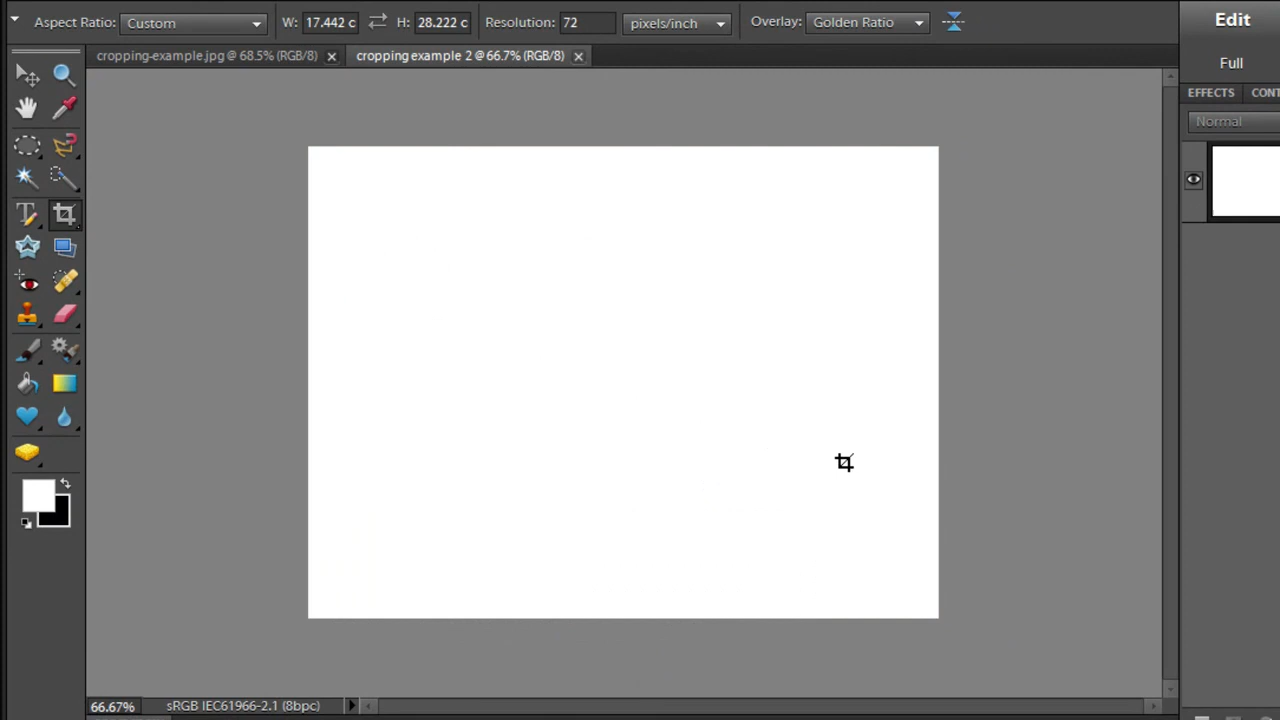 Aspect Ratio: Custom W: 17.442 c H: 28.222 c Resolution: 72 pixels/inch Overlay: Golden Ratio
Edit
cropping-example.jpg @ 68.5% (RGB/8) cropping example 2 @ 66.7% (RGB/8)
Full
EFFECTS CONT
Normal
66.67% sRGB IEC61966-2.1 (8bpc)